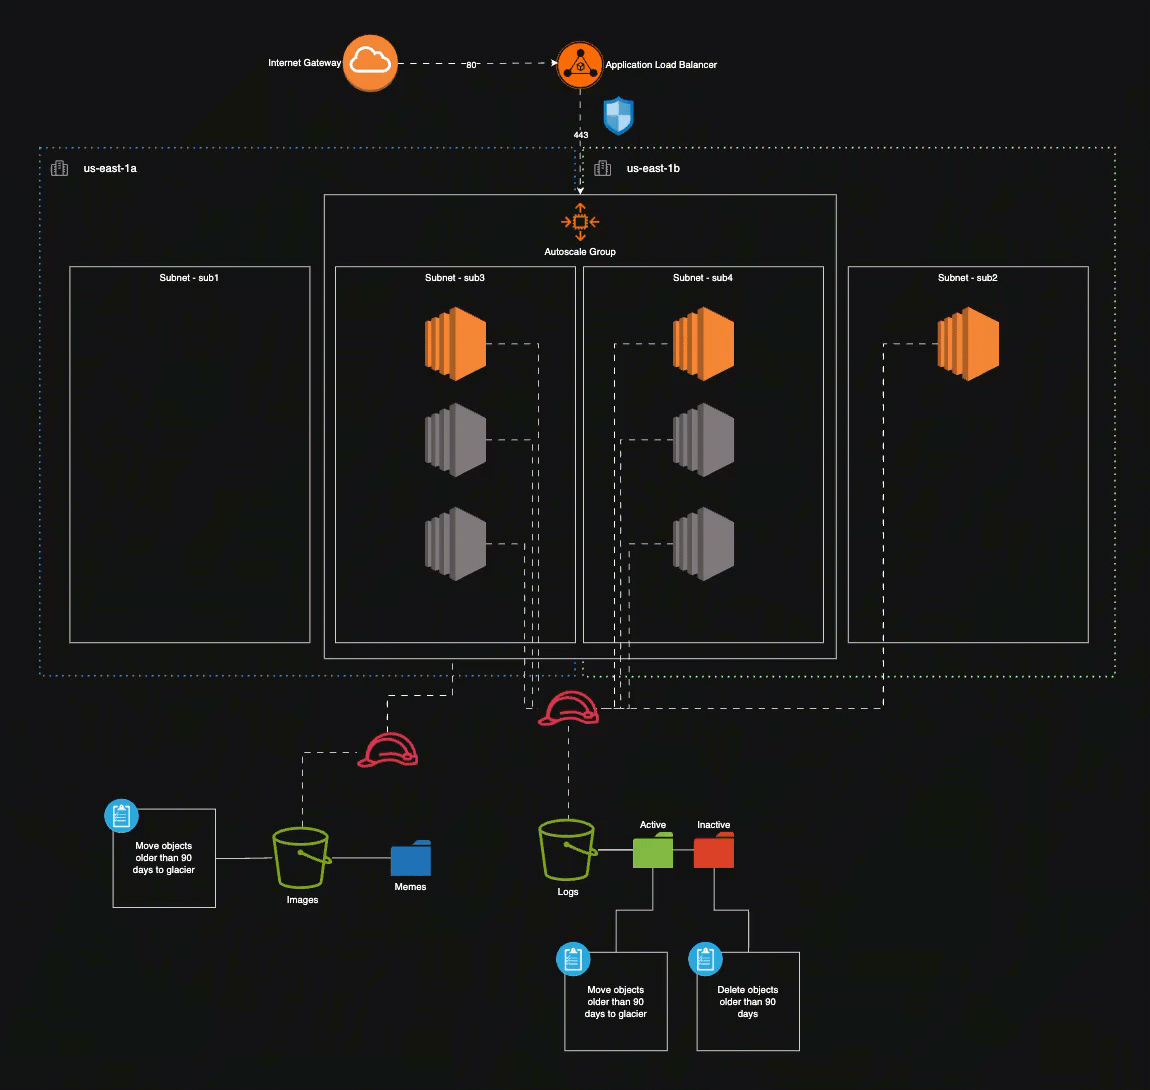 Internet Gateway
80
Application Load Balancer
443
us-east-1a
us-east-1b
Autoscale Group
Subnet - sub1
Subnet - sub3
Subnet - sub4
Subnet - sub2
Move objects
older than 90
days to glacier
Images
Memes
Logs
Active
Inactive
Move objects
older than 90
days to glacier
Delete objects
older than 90
days